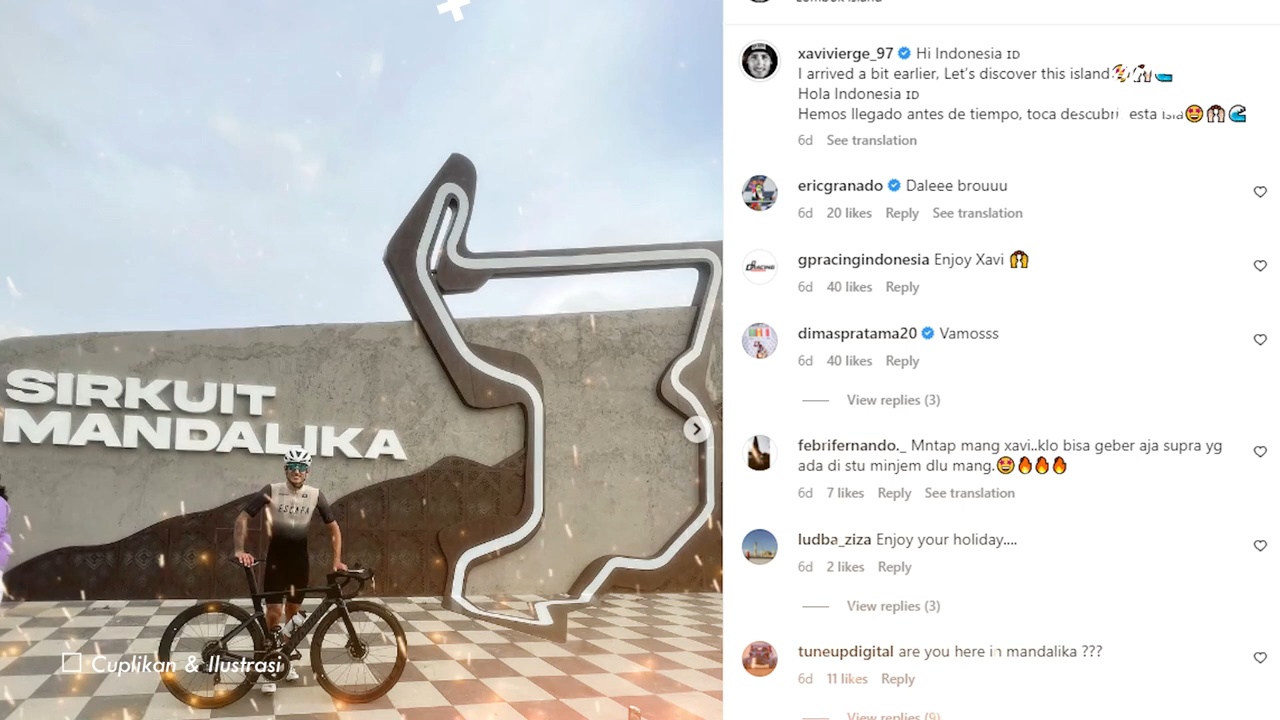 SIRKUIT
MANDALIKA
ESCAPA
Cuplikan & Ilustrasi
Lombok Island
xavivierge_97 Hi Indonesia ID
I arrived a bit earlier, Let's discover this island
Hola Indonesia ID
Hemos llegado antes de tiempo, toca descubrir esta isla
6d See translation
ericgranado Daleee brouuu
6d 20 likes Reply See translation
gpracingindonesia Enjoy Xavi
6d 40 likes Reply
dimaspratama20 Vamosss
6d 40 likes Reply
View replies (3)
febrifernando._ Mntap mang xavi..klo bisa geber aja supra yg
ada di stu minjem dlu mang.
6d 7 likes Reply See translation
ludba_ziza Enjoy your holiday....
6d 2 likes Reply
View replies (3)
tuneupdigital are you here in mandalika ???
6d 11 likes Reply
View replies (9)